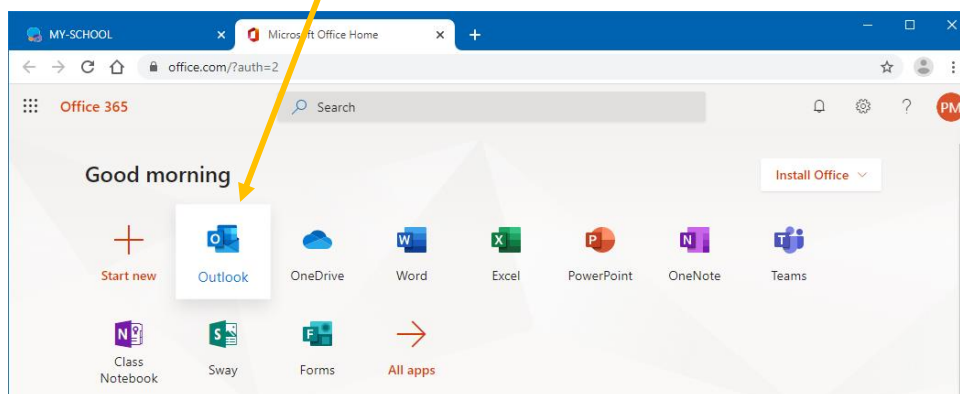 MY-SCHOOL
Microsoft Office Home
office.com/?auth=2
Office 365
Search
?
PM
Good morning
Install Office
Start new
Outlook
OneDrive
Word
Excel
PowerPoint
OneNote
Teams
Class
Notebook
Sway
Forms
All apps